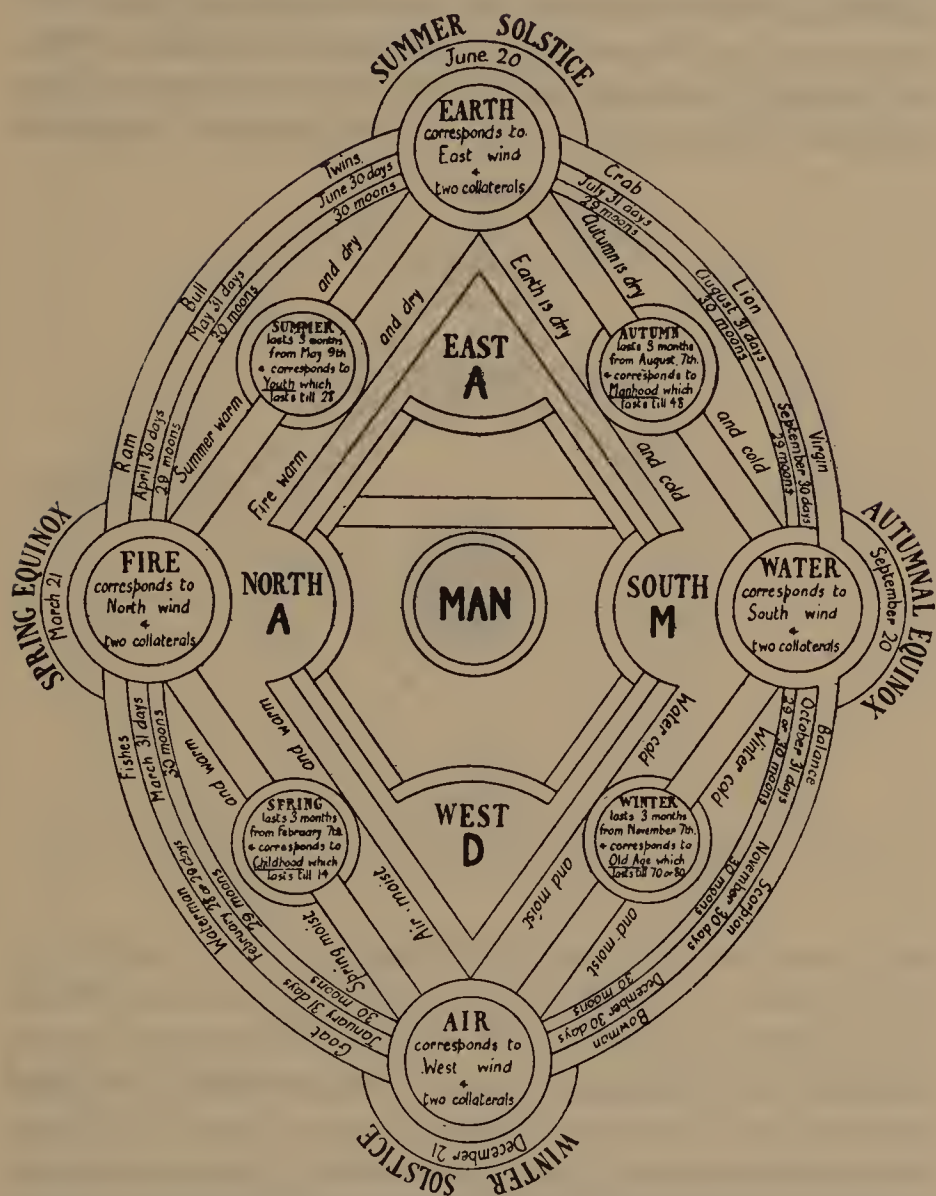 SUMMER SOLSTICE
June 20
EARTH
corresponds to
East wind
&
two collaterals
Twins
June 30 days
30 moons
Bull
May 31 days
30 moons
Ram
April 30 days
29 moons
Crab
July 31 days
29 moons
Lion
August 31 days
30 moons
Virgin
September 30 days
29 moons
Summer warm and dry
Fire warm and dry
Earth is dry and cold
Autumn is dry and cold
SUMMER
lasts 3 months
from May 9th
& corresponds to
Youth which
lasts till 28
AUTUMN
lasts 3 months
from August 7th.
& corresponds to
Manhood which
lasts till 48
EAST
A
SPRING EQUINOX
March 21
FIRE
corresponds to
North wind
&
two collaterals
NORTH
A
MAN
SOUTH
M
WATER
corresponds to
South wind
&
two collaterals
AUTUMNAL EQUINOX
September 20
WEST
D
Fishes
March 31 days
30 moons
Waterman
February 28 or 29 days
29 moons
Goat
January 31 days
30 moons
Spring moist and warm
Air moist and warm
Water cold and moist
Winter cold and moist
SPRING
lasts 3 months
from February 7th.
& corresponds to
Childhood which
lasts till 14
WINTER
lasts 3 months
from November 7th.
& corresponds to
Old Age which
lasts till 70 or 80
Balance
October 31 days
29 or 30 moons
Scorpion
November 30 days
30 moons
Bowman
December 30 days
30 moons
AIR
corresponds to
West wind
&
two collaterals
December 21
WINTER SOLSTICE